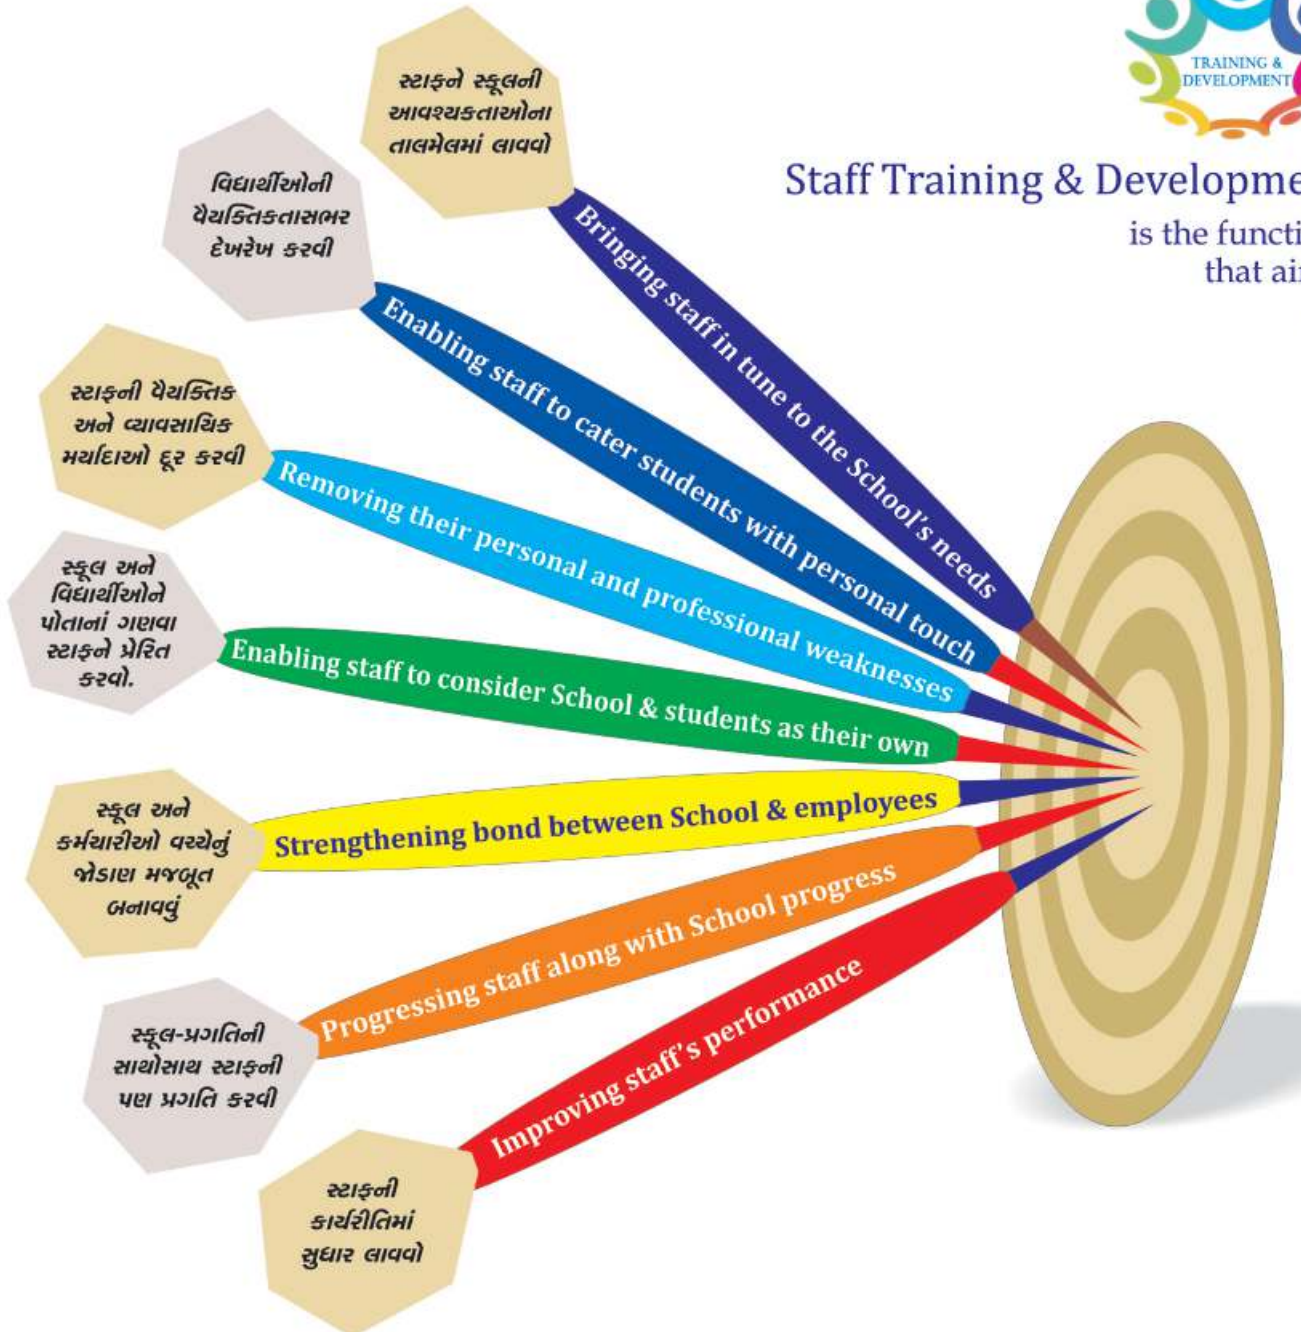 TRAINING &
DEVELOPMENT
Staff Training & Developme
is the functi
that ai
સ્ટાફને સ્કૂલની
આવશ્યકતાઓના
તાલમેલમાં લાવવો
Bringing staff in tune to the School's needs
વિદ્યાર્થીઓની
વૈયક્તિકતાસભર
દેખરેખ કરવી
Enabling staff to cater students with personal touch
સ્ટાફની વૈયક્તિક
અને વ્યાવસાયિક
મર્યાદાઓ દૂર કરવી
Removing their personal and professional weaknesses
સ્કૂલ અને
વિદ્યાર્થીઓને
પોતાનાં ગણવા
સ્ટાફને પ્રેરિત
કરવો.
Enabling staff to consider School & students as their own
સ્કૂલ અને
કર્મચારીઓ વચ્ચેનું
જોડાણ મજબૂત
બનાવવું
Strengthening bond between School & employees
સ્કૂલ-પ્રગતિની
સાથોસાથ સ્ટાફની
પણ પ્રગતિ કરવી
Progressing staff along with School progress
સ્ટાફની
કાર્યરીતિમાં
સુધાર લાવવો
Improving staff's performance